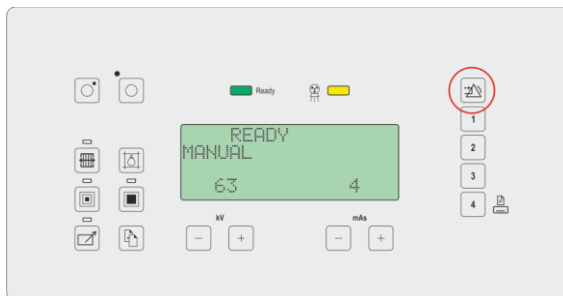 Ready
READY
MANUAL
63 4
kV mAs
- + - +
1
2
3
4